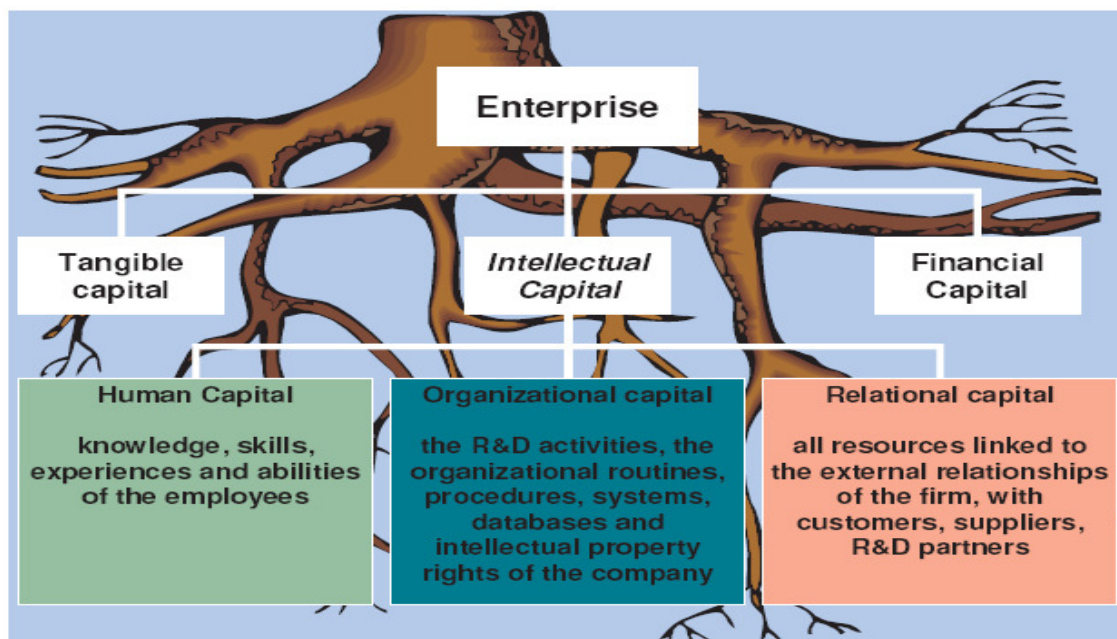 Enterprise
Tangible
capital
Intellectual
Capital
Financial
Capital
Human Capital
knowledge, skills,
experiences and abilities
of the employees
Organizational capital
the R&D activities, the
organizational routines,
procedures, systems,
databases and
intellectual property
rights of the company
Relational capital
all resources linked to
the external relationships
of the firm, with
customers, suppliers,
R&D partners